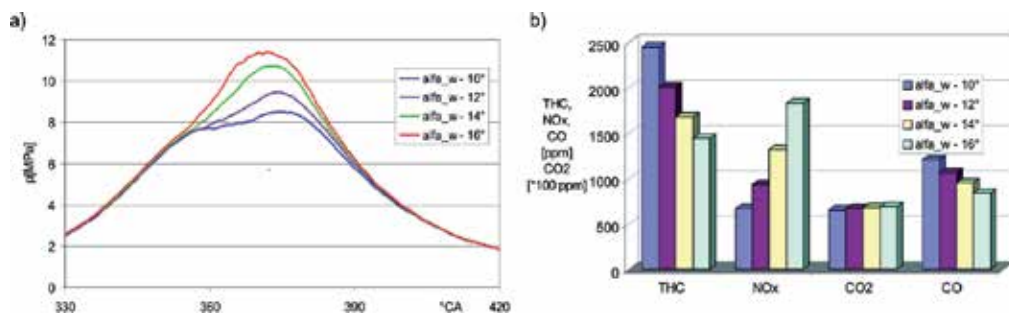 a)
12
10
8
6
4
2
0
p[MPa]
330
360
°CA
390
420
alfa_w - 10°
alfa_w - 12°
alfa_w - 14°
alfa_w - 16°
b)
THC,
NOx,
CO
[ppm]
CO2
[*100 ppm]
2500
2000
1500
1000
500
0
THC
NOx
CO2
CO
alfa_w - 10°
alfa_w - 12°
alfa_w - 14°
alfa_w - 16°